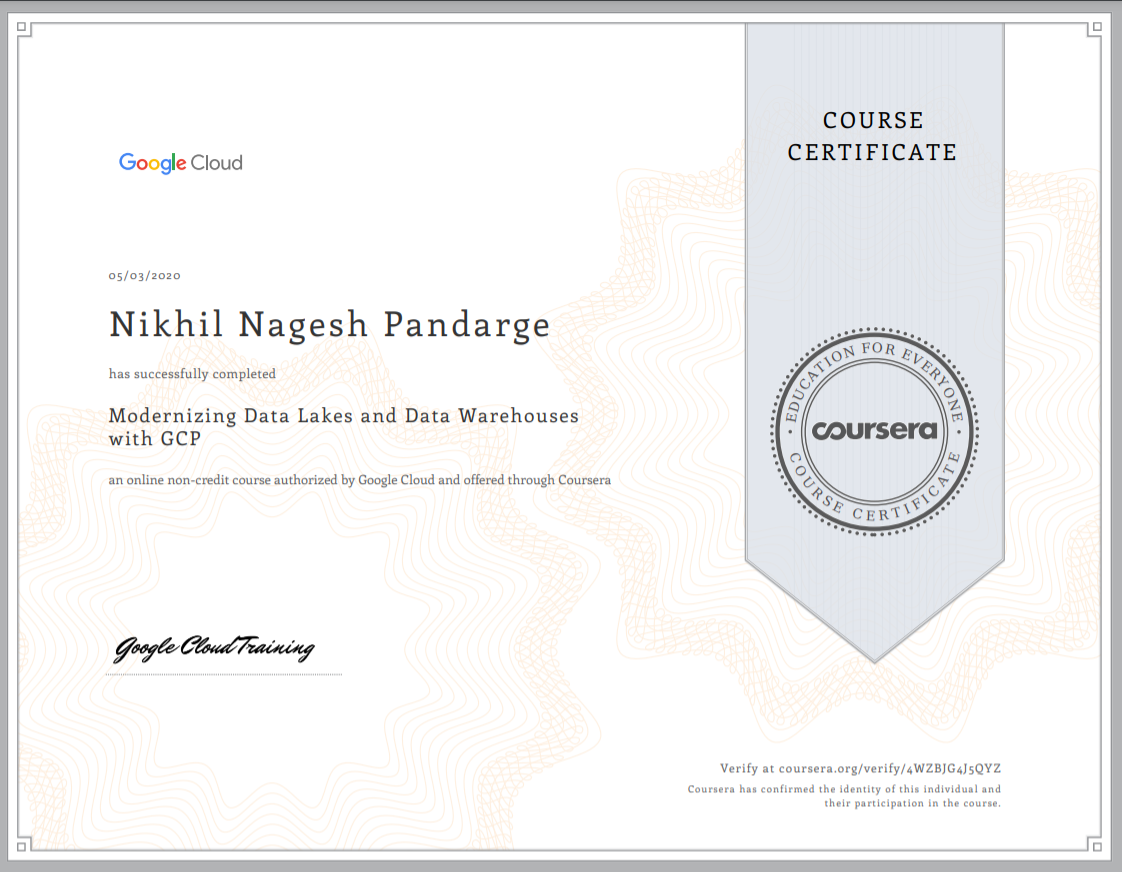 COURSE
CERTIFICATE
Google Cloud
05/03/2020
Nikhil Nagesh Pandarge
has successfully completed
Modernizing Data Lakes and Data Warehouses
with GCP
an online non-credit course authorized by Google Cloud and offered through Coursera
EDUCATION FOR EVERYONE
coursera
COURSE CERTIFICATE
Google Cloud Training
Verify at coursera.org/verify/4WZBJG4J5QYZ
Coursera has confirmed the identity of this individual and
their participation in the course.